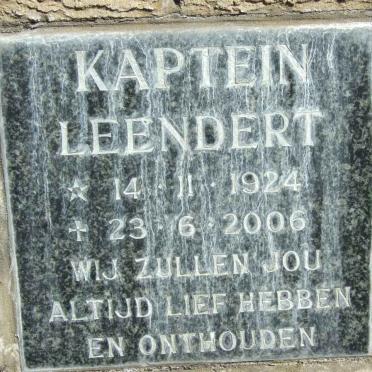 KAPTEIN
LEENDERT
☆ 14 · 11 · 1924
+ 23 · 6 · 2006
WIJ ZULLEN JOU
ALTIJD LIEF HEBBEN
EN ONTHOUDEN